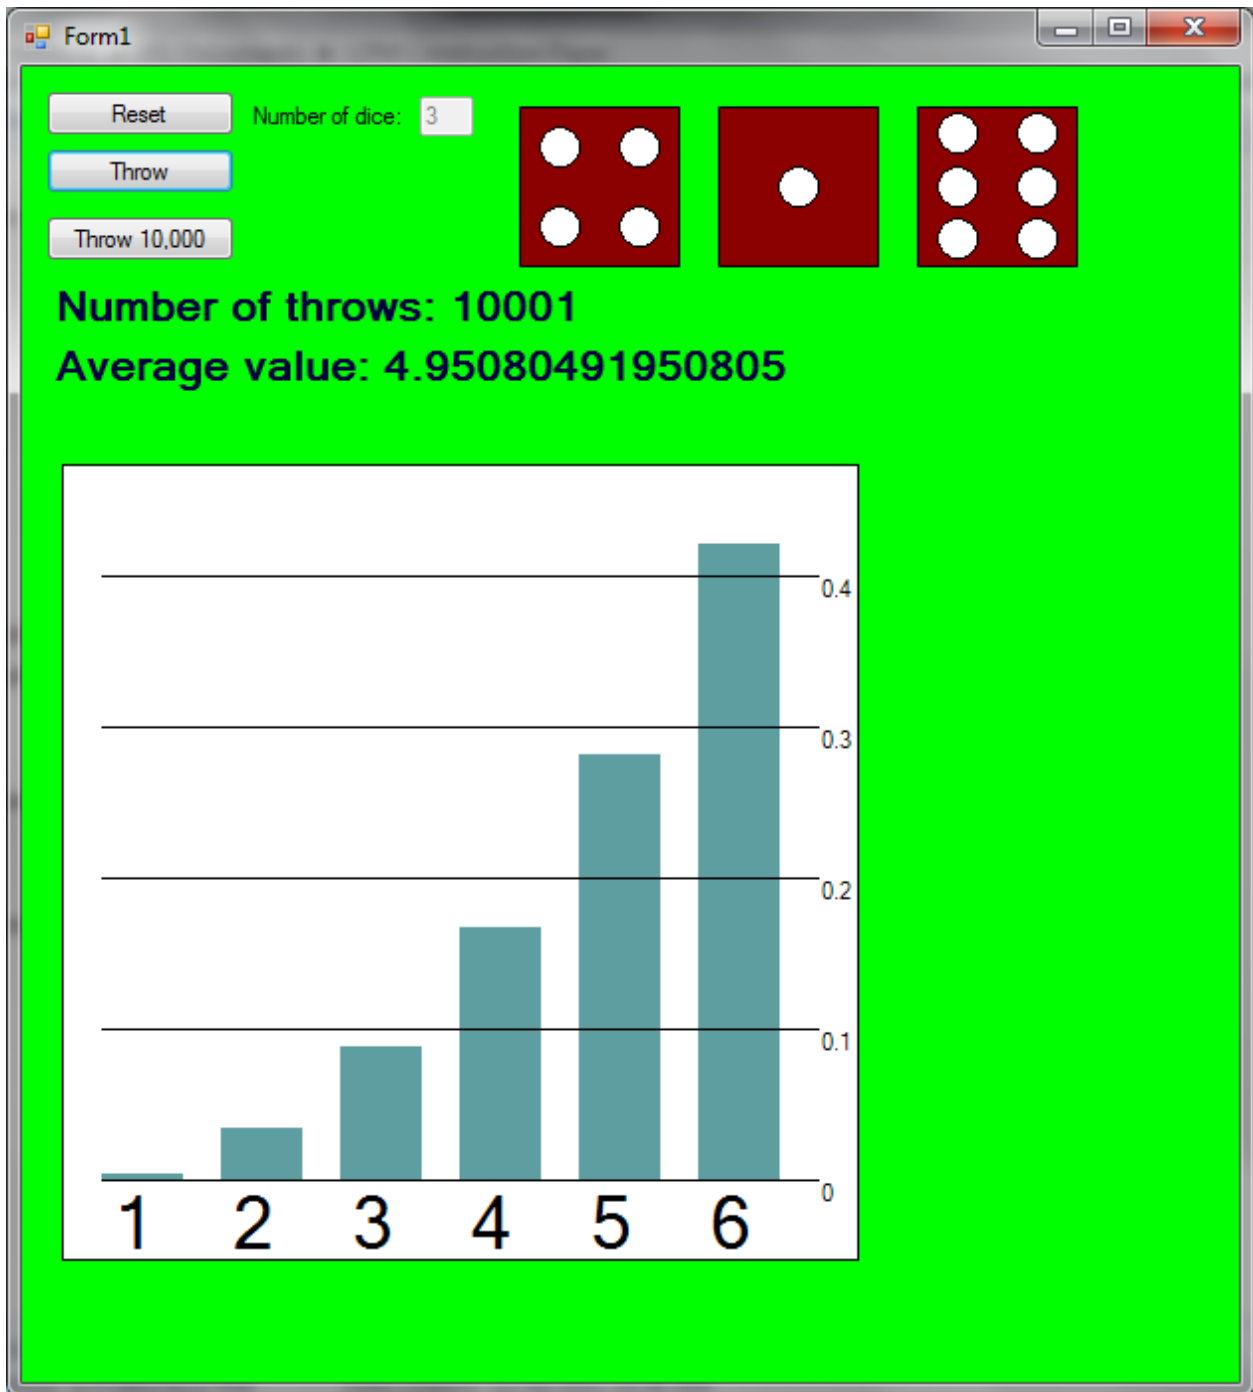 Form1
Reset
Number of dice: 3
Throw
Throw 10,000
Number of throws: 10001
Average value: 4.95080491950805
0.4
0.3
0.2
0.1
0
1 2 3 4 5 6